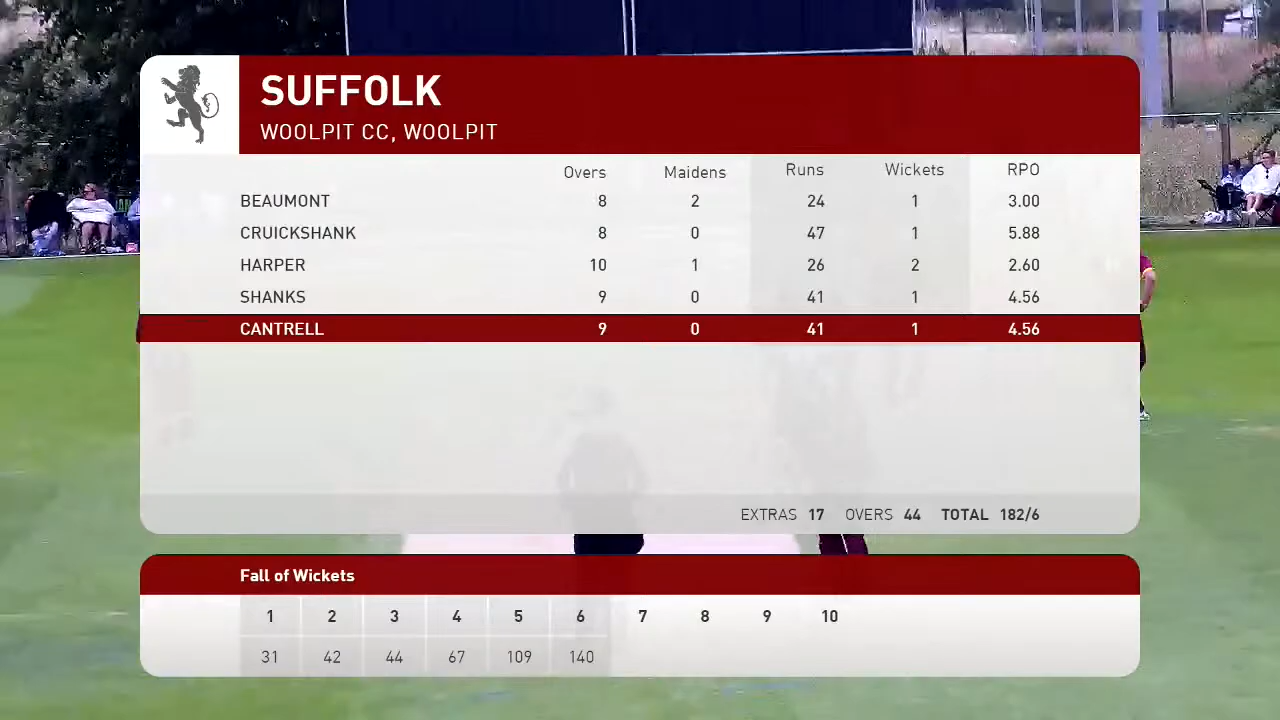 SUFFOLK
WOOLPIT CC, WOOLPIT
Overs Maidens Runs Wickets RPO
BEAUMONT 8 2 24 1 3.00
CRUICKSHANK 8 0 47 1 5.88
HARPER 10 1 26 2 2.60
SHANKS 9 0 41 1 4.56
CANTRELL 9 0 41 1 4.56
EXTRAS 17 OVERS 44 TOTAL 182/6
Fall of Wickets
1 2 3 4 5 6 7 8 9 10
31 42 44 67 109 140